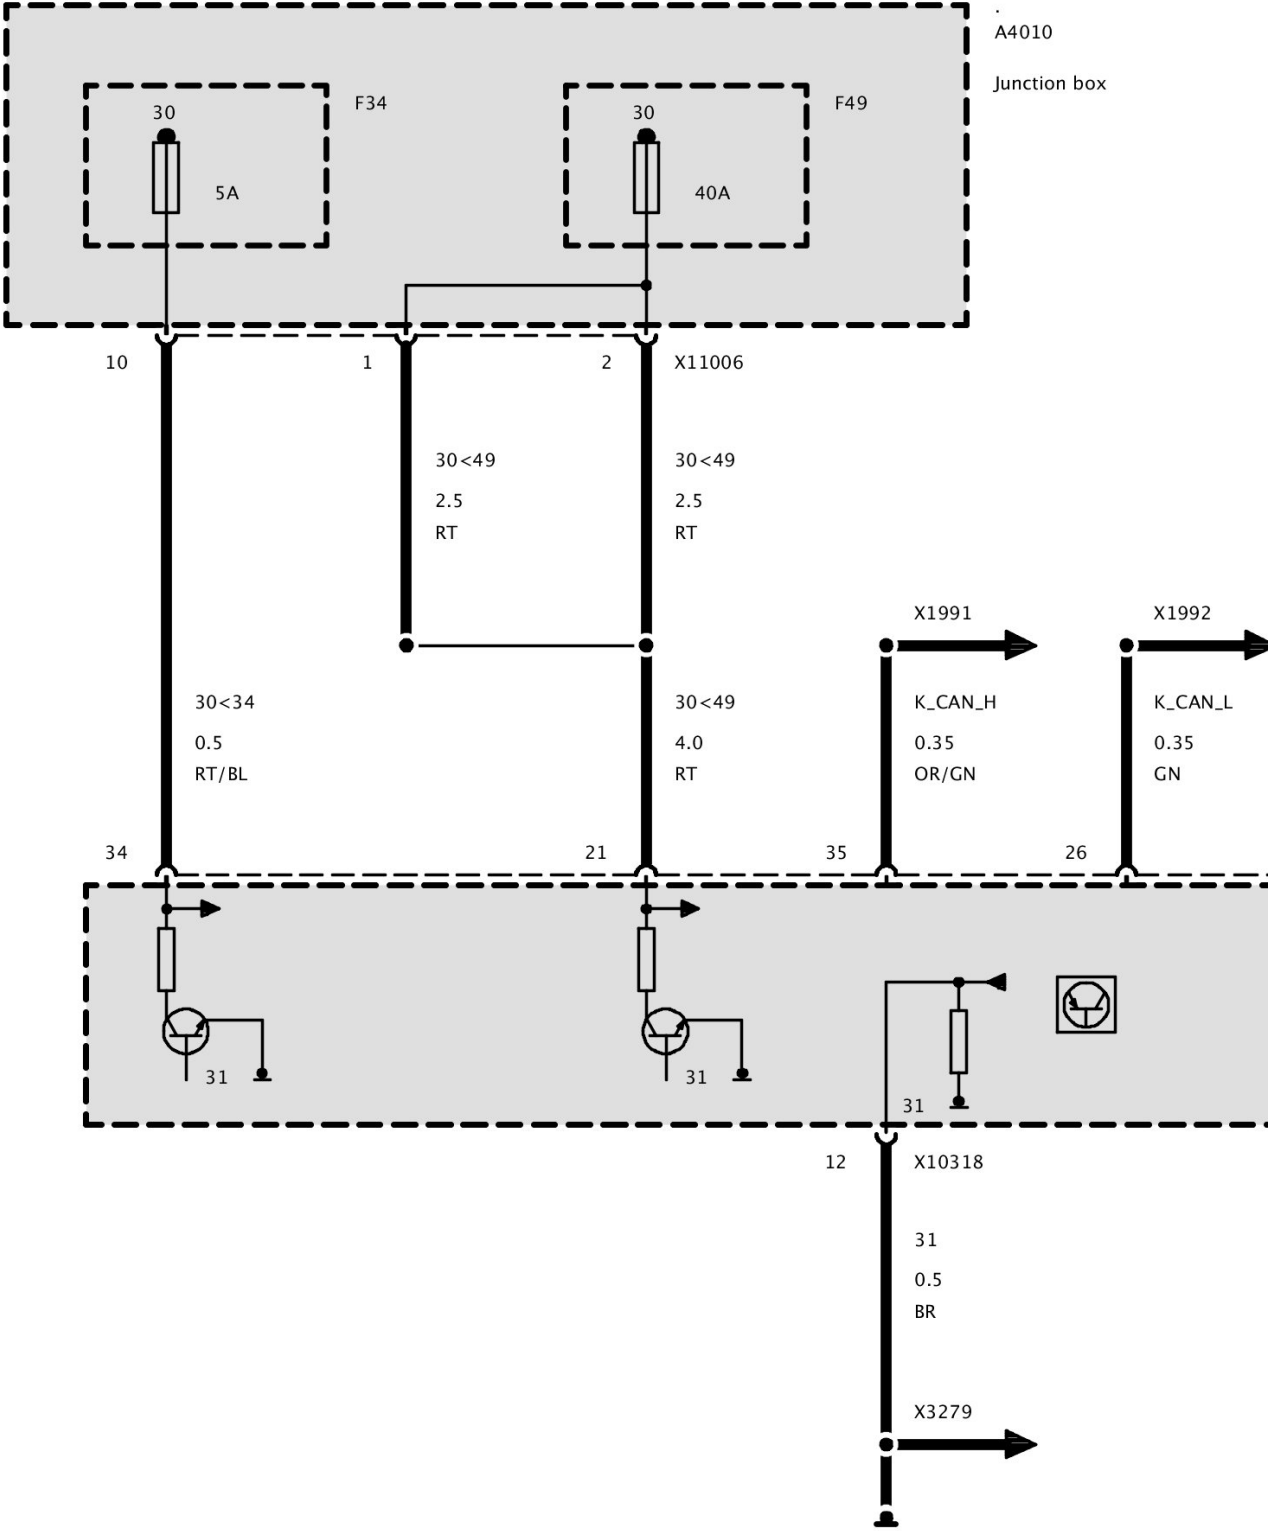 A4010
Junction box
F34
F49
30
30
5A
40A
10
1
2
X11006
30<49
30<49
2.5
2.5
RT
RT
X1991
X1992
30<34
30<49
K_CAN_H
K_CAN_L
0.5
4.0
0.35
0.35
RT/BL
RT
OR/GN
GN
34
21
35
26
31
31
31
12
X10318
31
0.5
BR
X3279